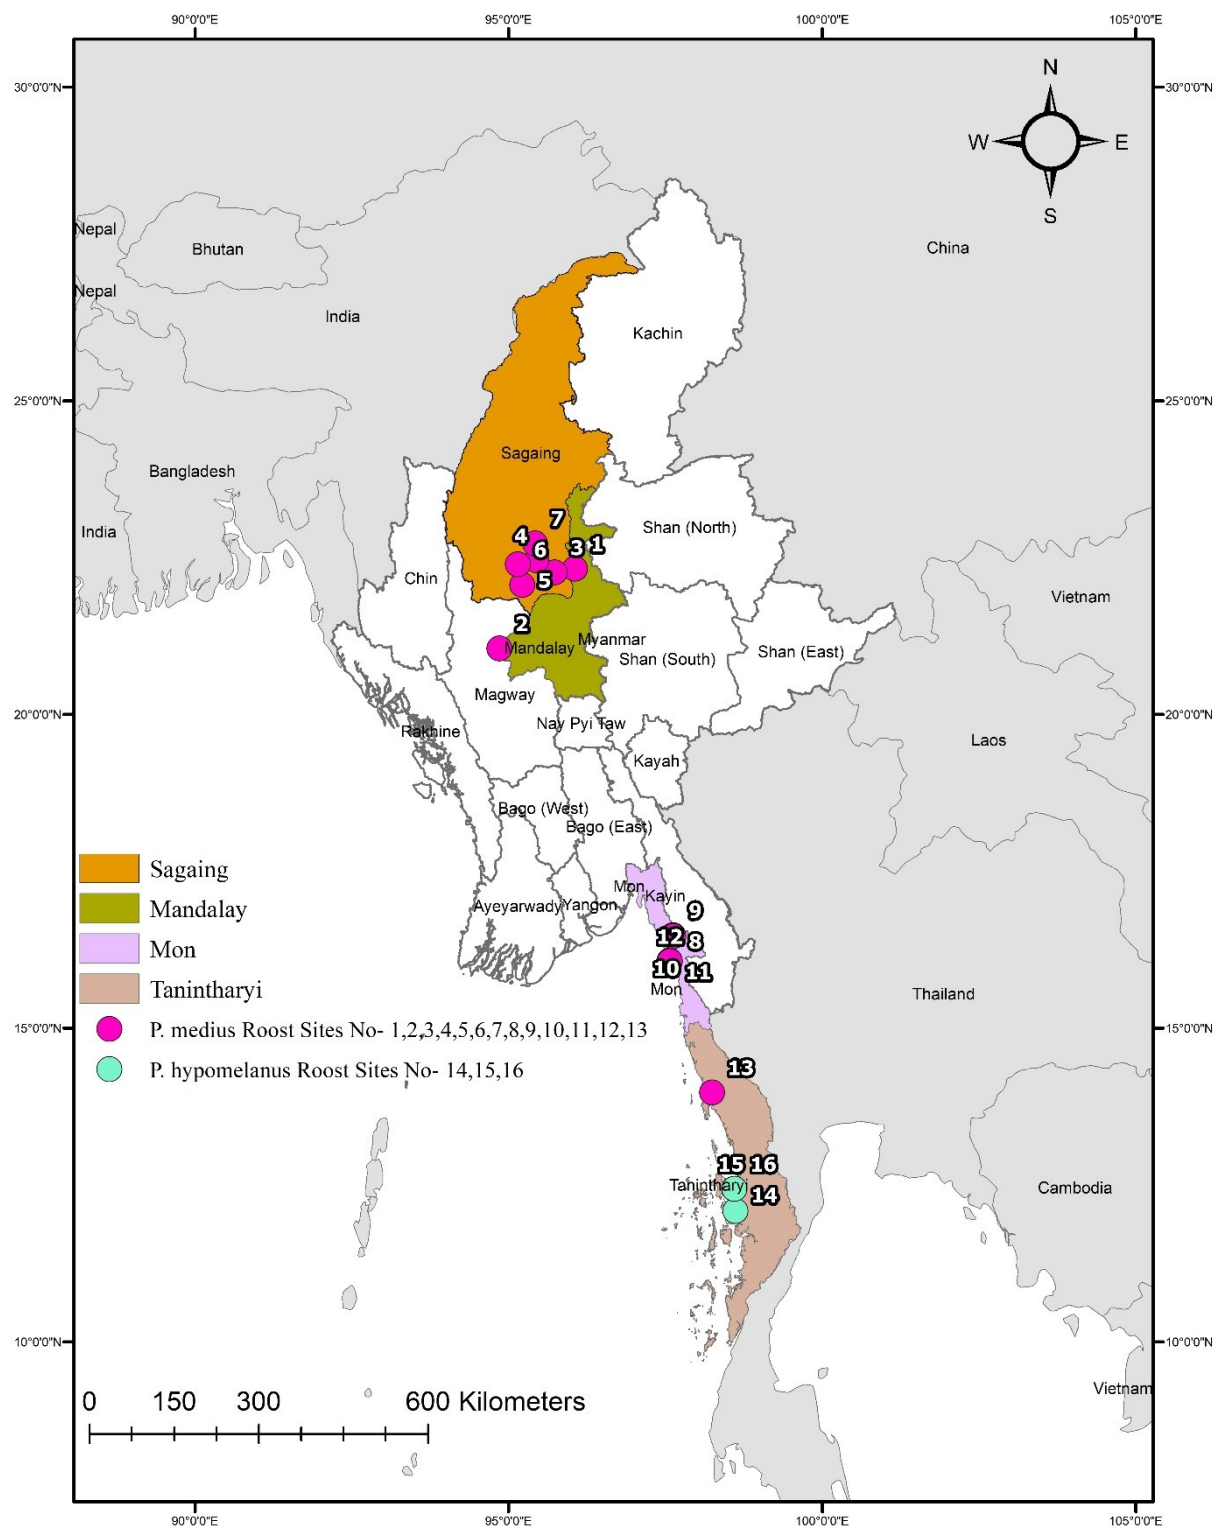 90°0'0"E 95°0'0"E 100°0'0"E 105°0'0"E
30°0'0"N 30°0'0"N
N
W E
S
Nepal
Bhutan
China
Nepal
India
Kachin
25°0'0"N 25°0'0"N
Sagaing
Bangladesh
India
Shan (North)
7
4
6
3
1
5
Chin
Vietnam
2
Mandalay
Myanmar
Shan (South)
Shan (East)
Magway
20°0'0"N 20°0'0"N
Nay Pyi Taw
Rakhine
Laos
Kayah
Bago (West)
Bago (East)
Sagaing
Mon
Kayin
Ayeyarwady
Yangon
Mandalay
9
12
8
Mon
10
11
Mon
Tanintharyi
Thailand
15°0'0"N 15°0'0"N
P. medius Roost Sites No- 1,2,3,4,5,6,7,8,9,10,11,12,13
P. hypomelanus Roost Sites No- 14,15,16
13
15 16
Tanintharyi
14
Cambodia
10°0'0"N 10°0'0"N
Vietnam
0 150 300 600 Kilometers
90°0'0"E 95°0'0"E 100°0'0"E 105°0'0"E